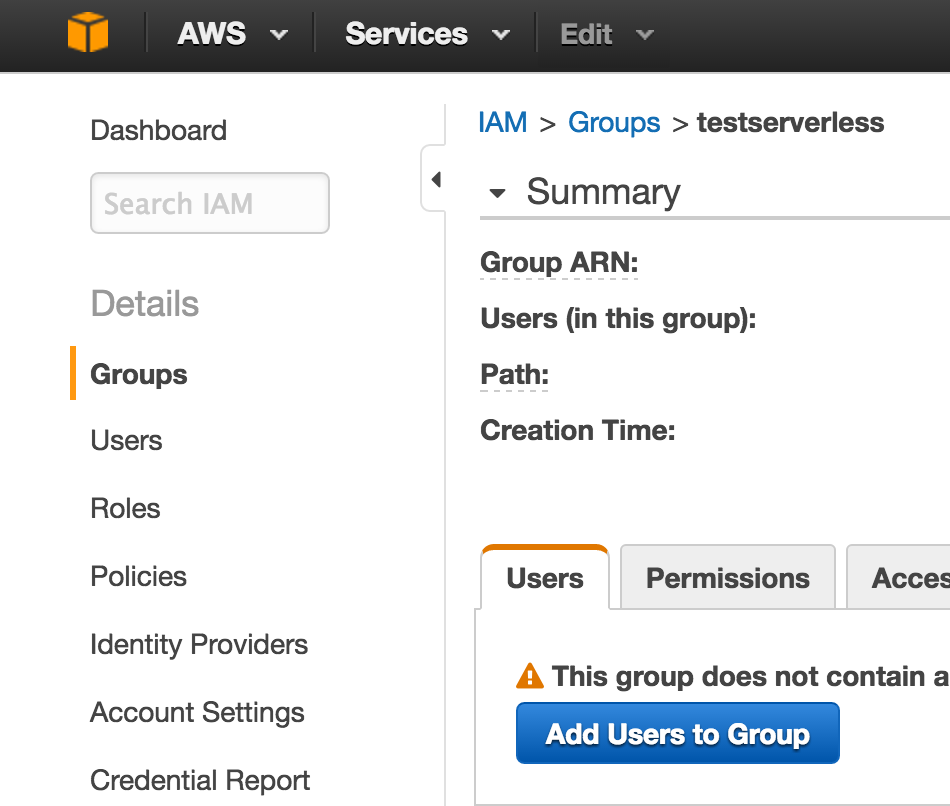 AWS Services Edit
Dashboard
Search IAM
Details
Groups
Users
Roles
Policies
Identity Providers
Account Settings
Credential Report
IAM > Groups > testserverless
Summary
Group ARN:
Users (in this group):
Path:
Creation Time:
Users Permissions Acces
This group does not contain a
Add Users to Group